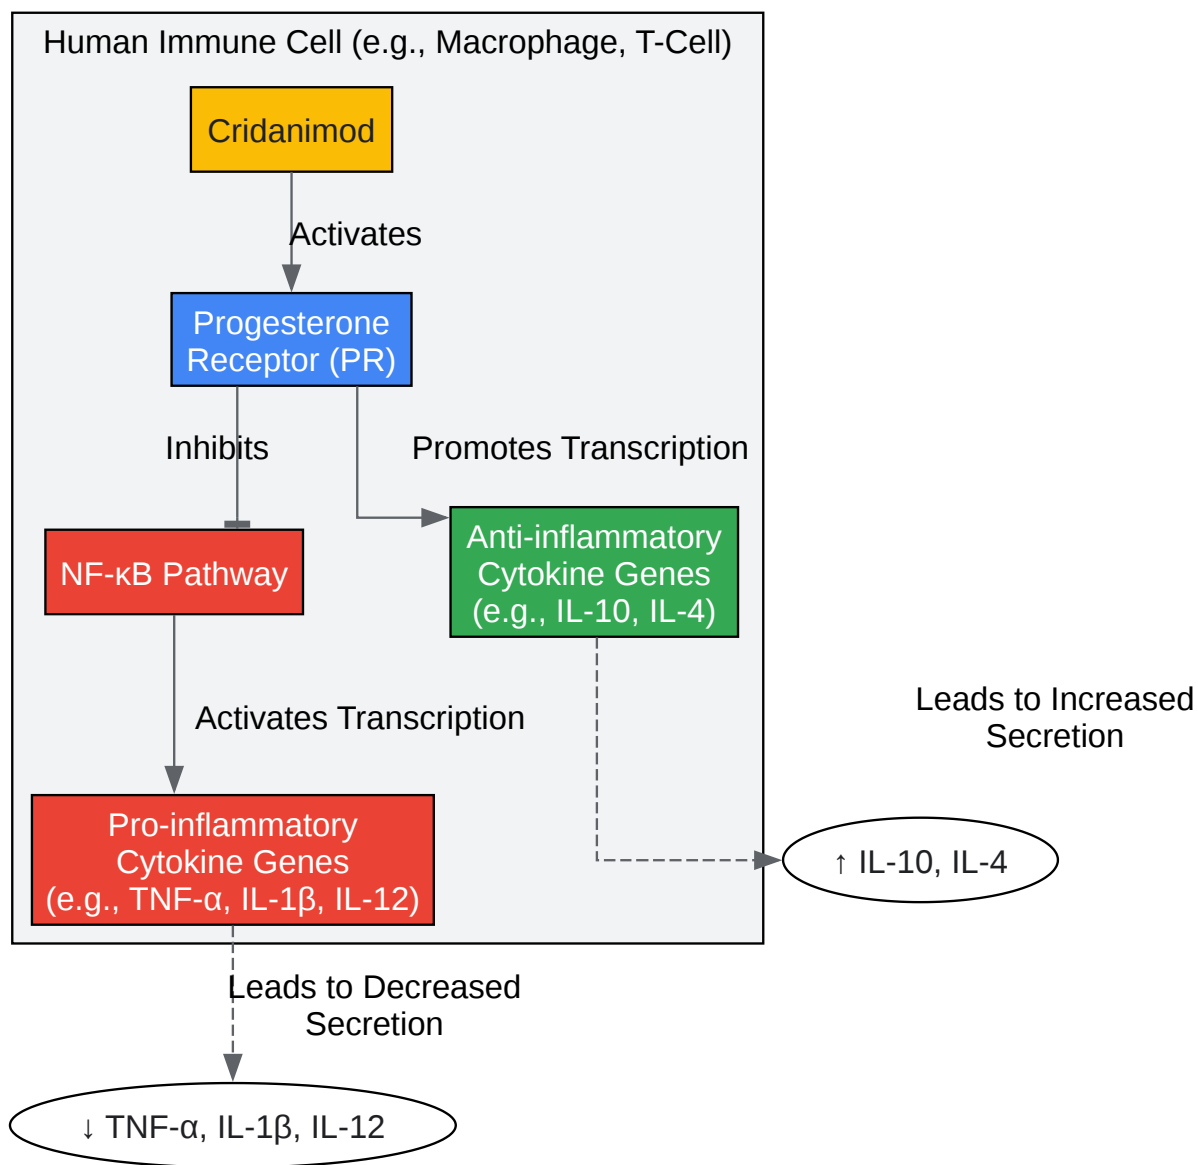 Human Immune Cell (e.g., Macrophage, T-Cell)
Cridanimod
Activates
Progesterone
Receptor (PR)
Inhibits
Promotes Transcription
NF-κB Pathway
Anti-inflammatory
Cytokine Genes
(e.g., IL-10, IL-4)
Activates Transcription
Leads to Increased
Secretion
Pro-inflammatory
Cytokine Genes
(e.g., TNF-α, IL-1β, IL-12)
↑ IL-10, IL-4
Leads to Decreased
Secretion
↓ TNF-α, IL-1β, IL-12